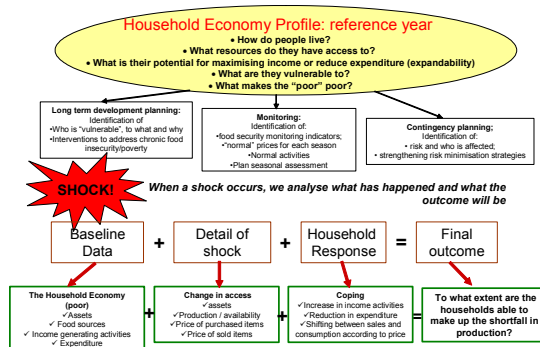 Household Economy Profile: reference year
• How do people live?
• What resources do they have access to?
• What is their potential for maximising income or reduce expenditure (expandability)
• What are they vulnerable to?
• What makes the "poor" poor?
Long term development planning:
Identification of
•Who is "vulnerable", to what and why
•Interventions to address chronic food
insecurity/poverty
Monitoring:
Identification of:
•food security monitoring indicators;
•"normal" prices for each season
•Normal activities
•Plan seasonal assessment
Contingency planning;
Identification of:
• risk and who is affected;
• strengthening risk minimisation strategies
SHOCK!
When a shock occurs, we analyse what has happened and what the
outcome will be
Baseline
Data
+
Detail of
shock
+
Household
Response
=
Final
outcome
The Household Economy
(poor)
✓Assets
✓Food sources
✓Income generating activities
✓Expenditure
+
Change in access
✓assets
✓Production / availability
✓Price of purchased items
✓Price of sold items
+
Coping
✓Increase in income activities
✓Reduction in expenditure
✓Shifting between sales and
consumption according to price
=
To what extent are the
households able to
make up the shortfall in
production?